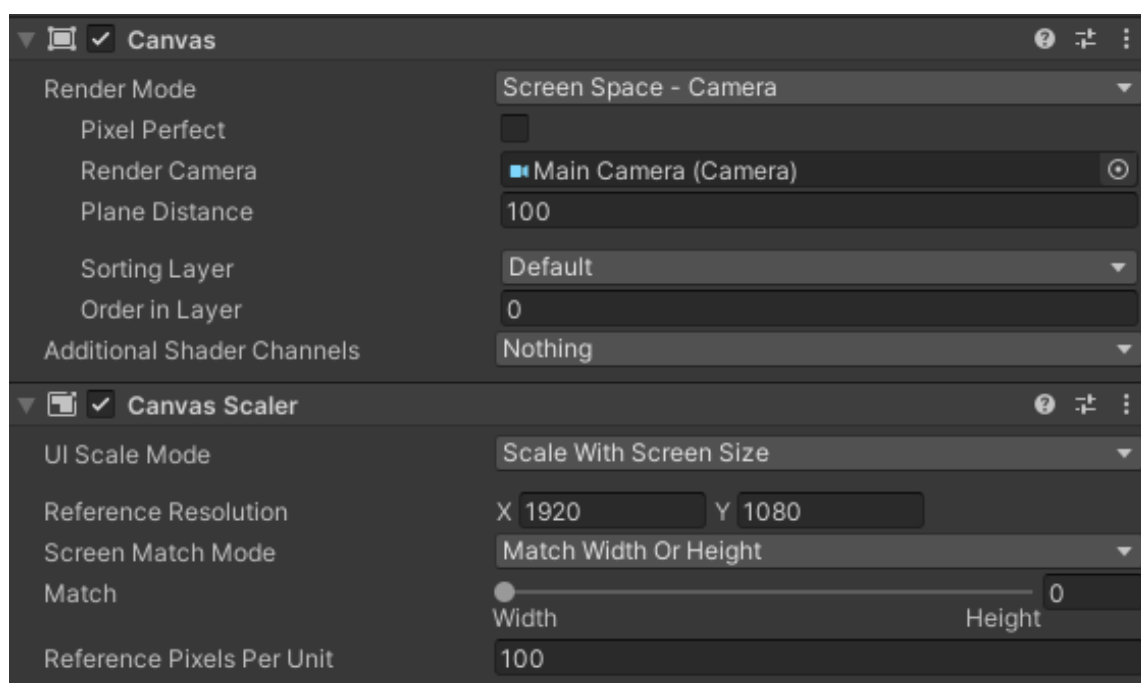 Canvas
Render Mode Screen Space - Camera
Pixel Perfect
Render Camera Main Camera (Camera)
Plane Distance 100
Sorting Layer Default
Order in Layer 0
Additional Shader Channels Nothing
Canvas Scaler
UI Scale Mode Scale With Screen Size
Reference Resolution X 1920 Y 1080
Screen Match Mode Match Width Or Height
Match 0
Width Height
Reference Pixels Per Unit 100